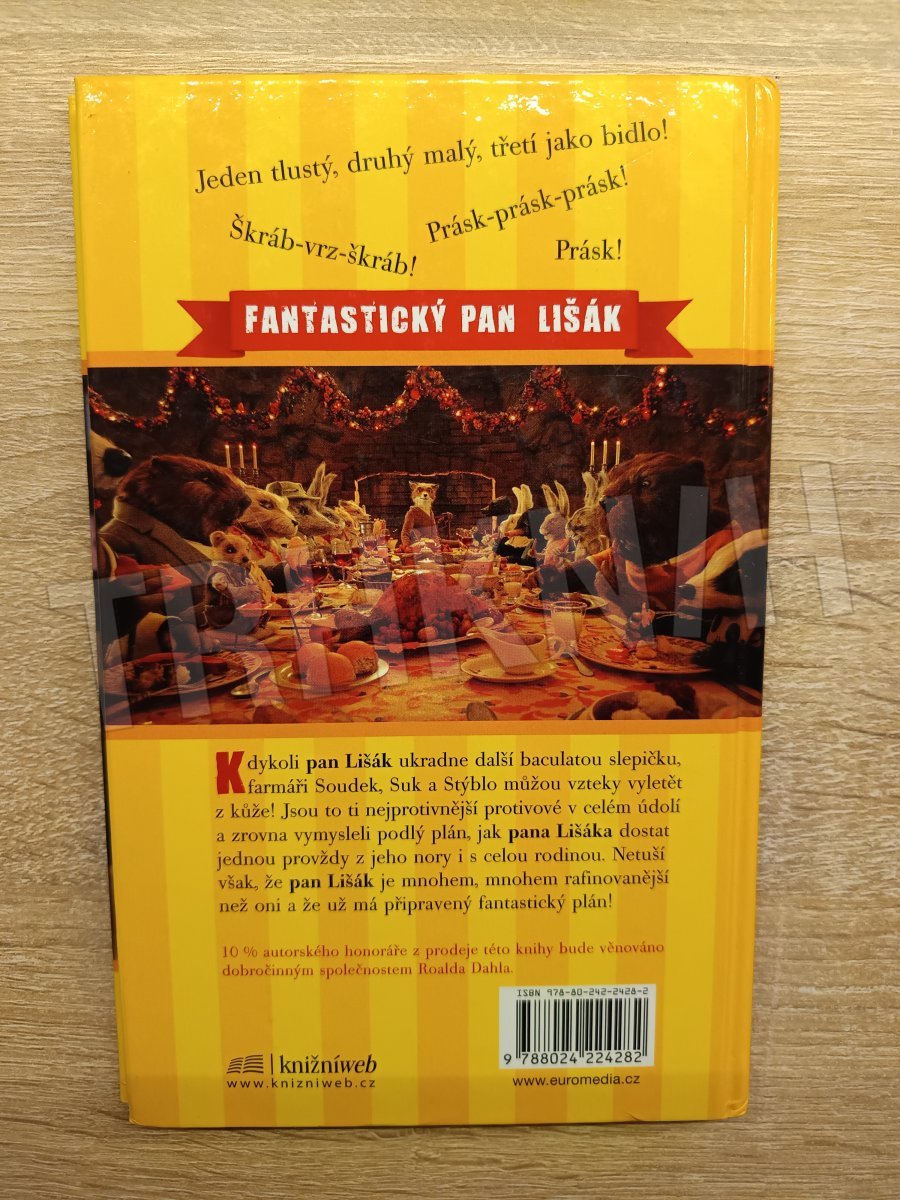 Jeden tlustý, druhý malý, třetí jako bidlo!
Škráb-vrz-škráb!
Prásk-prásk-prásk!
Prásk!
FANTASTICKÝ PAN LIŠÁK
Kdykoli pan Lišák ukradne další baculatou slepičku,
farmáři Soudek, Suk a Stýblo můžou vzteky vyletět
z kůže! Jsou to ti nejprotivnější protivové v celém údolí
a zrovna vymysleli podlý plán, jak pana Lišáka dostat
jednou provždy z jeho nory i s celou rodinou. Netuší
však, že pan Lišák je mnohem, mnohem rafinovanější
než oni a že už má připravený fantastický plán!
10 % autorského honoráře z prodeje této knihy bude věnováno
dobročinným společnostem Roalda Dahla.
ISBN 978-80-242-2428-2
9 788024 224282
knižníweb
www.knizniweb.cz
www.euromedia.cz